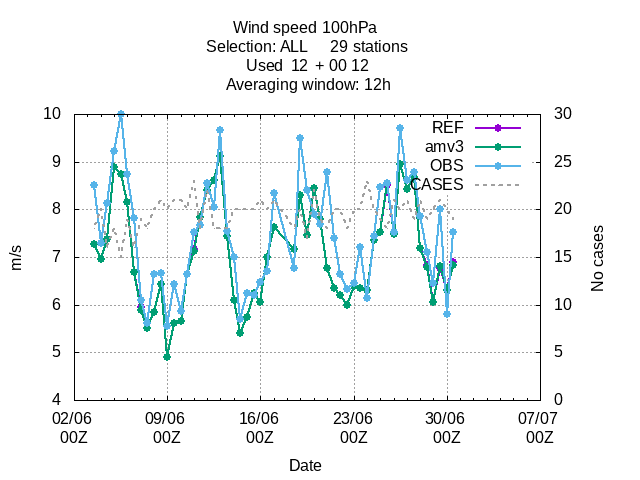 Wind speed 100hPa
Selection: ALL 29 stations
Used 12 + 00 12
Averaging window: 12h
REF
amv3
OBS
CASES
10
9
8
7
6
5
4
m/s
30
25
20
15
10
5
0
No cases
02/06 09/06 16/06 23/06 30/06 07/07
00Z 00Z 00Z 00Z 00Z 00Z
Date